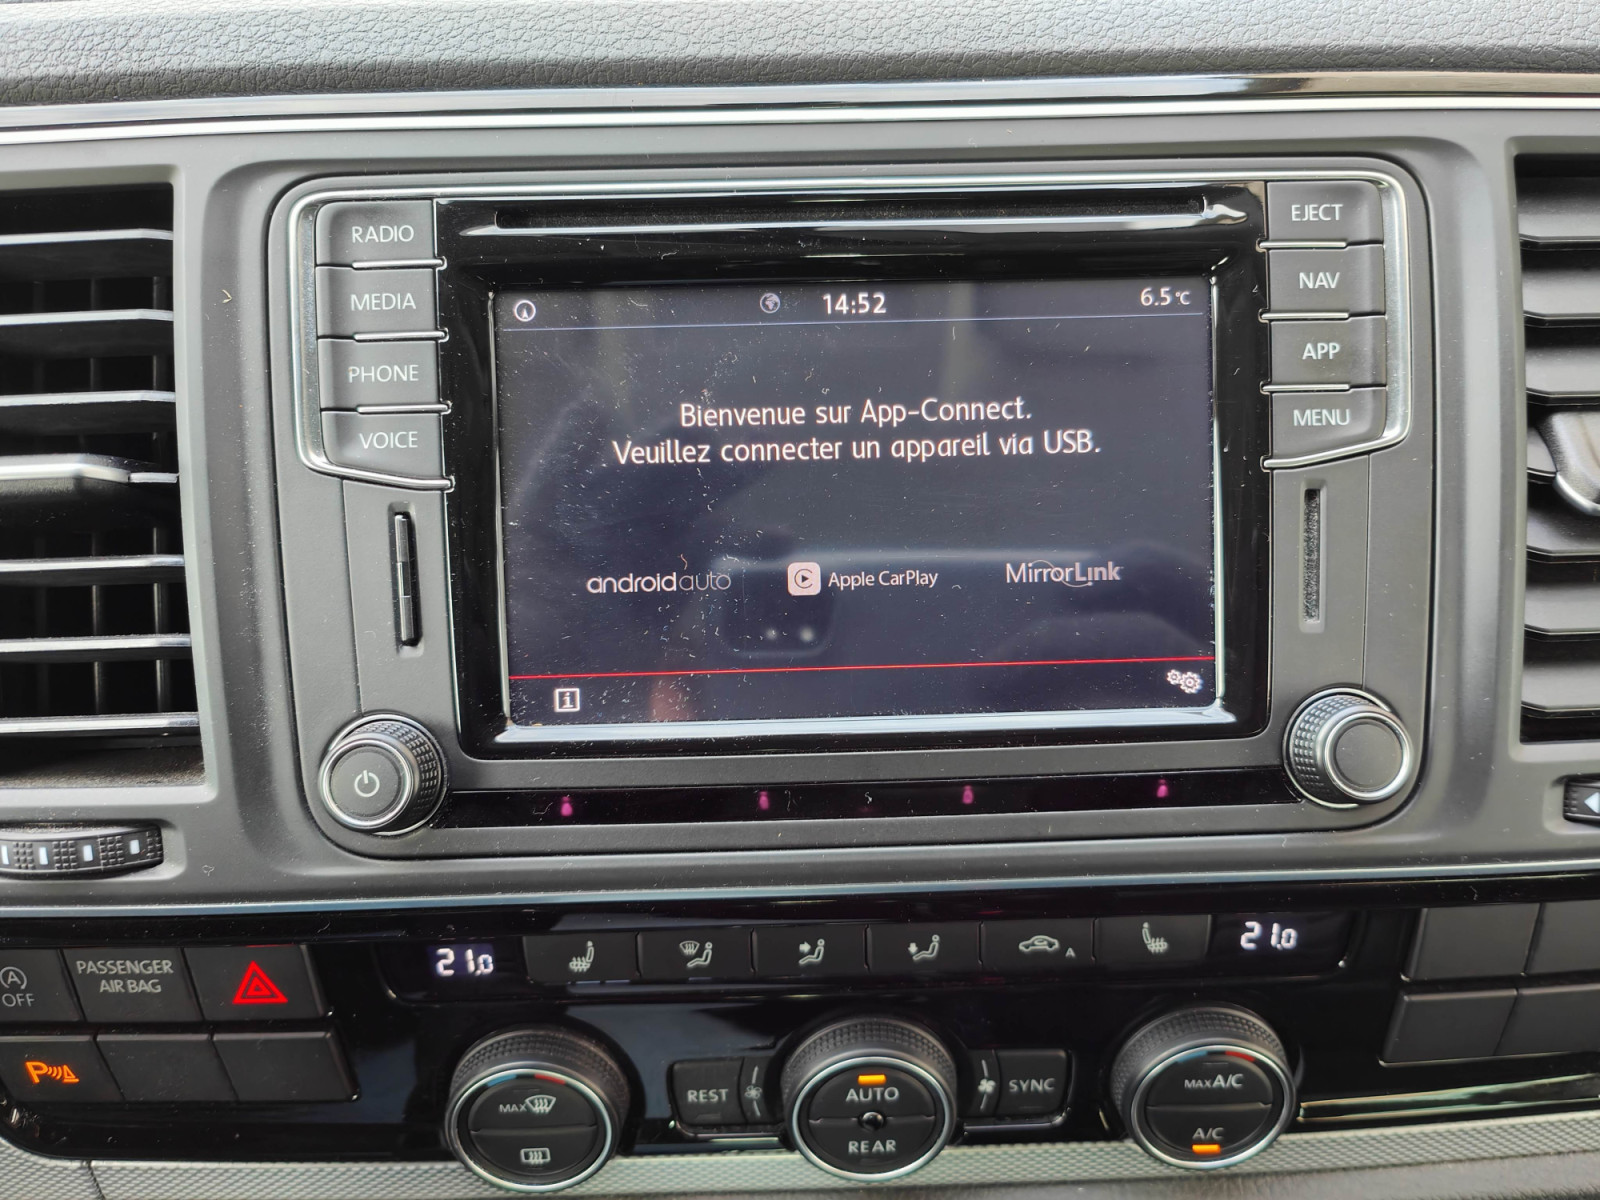 RADIO
MEDIA
PHONE
VOICE
EJECT
NAV
APP
MENU
14:52
6.5°C
Bienvenue sur App-Connect.
Veuillez connecter un appareil via USB.
androidauto
Apple CarPlay
MirrorLink
i
A
OFF
PASSENGER
AIR BAG
P
21.0
A
21.0
MAX
REST
AUTO
REAR
SYNC
MAX A/C
A/C